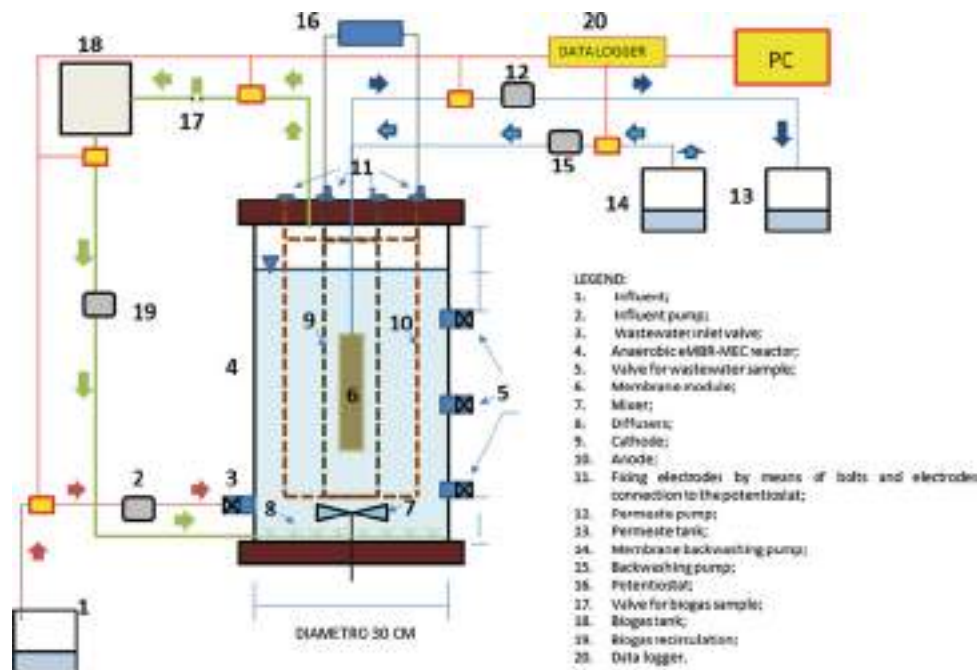 16
20
18
DATA LOGGER
PC
12
17
15
11
14
13
19
9
10
4
6
5
2
3
8
7
1
DIAMETRO 30 CM
LEGEND:
1. Influent;
2. Influent pump;
3. Wastewater inlet valve;
4. Anaerobic eMBR-MEC reactor;
5. Valve for wastewater sample;
6. Membrane module;
7. Mixer;
8. Diffusers;
9. Cathode;
10. Anode;
11. Fixing electrodes by means of bolts and electrodes
connection to the potentiostat;
12. Permeate pump;
13. Permeate tank;
14. Membrane backwashing pump;
15. Backwashing pump;
16. Potentiostat;
17. Valve for biogas sample;
18. Biogas tank;
19. Biogas recirculation;
20. Data logger.